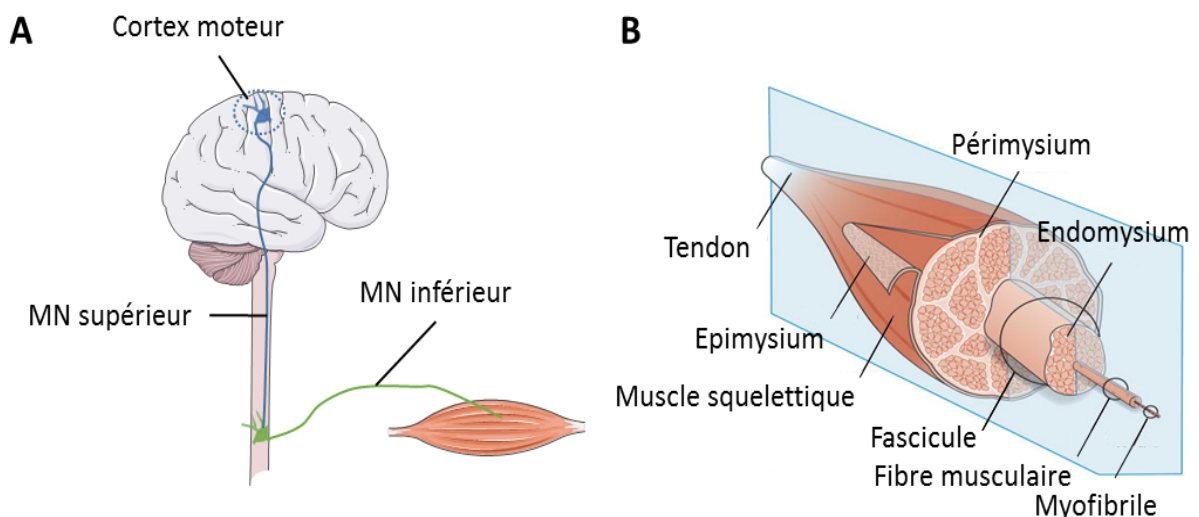 A
Cortex moteur
MN supérieur
MN inférieur
B
Périmysium
Endomysium
Tendon
Epimysium
Muscle squelettique
Fascicule
Fibre musculaire
Myofibrile